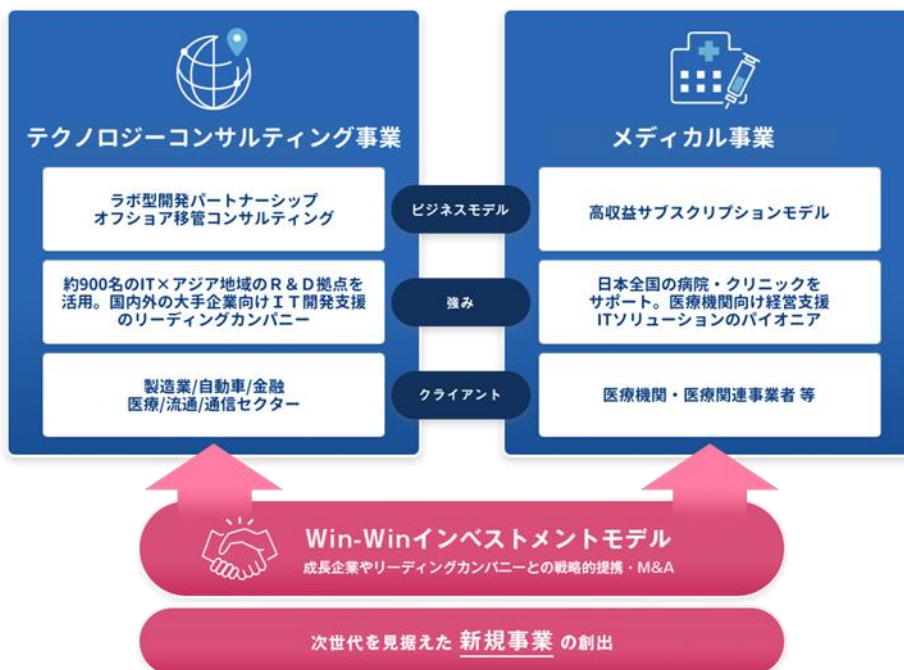 テクノロジーコンサルティング事業
ラボ型開発パートナーシップ
オフショア移管コンサルティング
約900名のIT×アジア地域のR&D拠点を
活用。国内外の大手企業向けIT開発支援
のリーディングカンパニー
製造業/自動車/金融
医療/流通/通信セクター
ビジネスモデル
強み
クライアント
メディカル事業
高収益サブスクリプションモデル
日本全国の病院・クリニックを
サポート。医療機関向け経営支援
ITソリューションのパイオニア
医療機関・医療関連事業者 等
Win-Winインベストメントモデル
成長企業やリーディングカンパニーとの戦略的提携・M&A
次世代を見据えた 新規事業 の創出